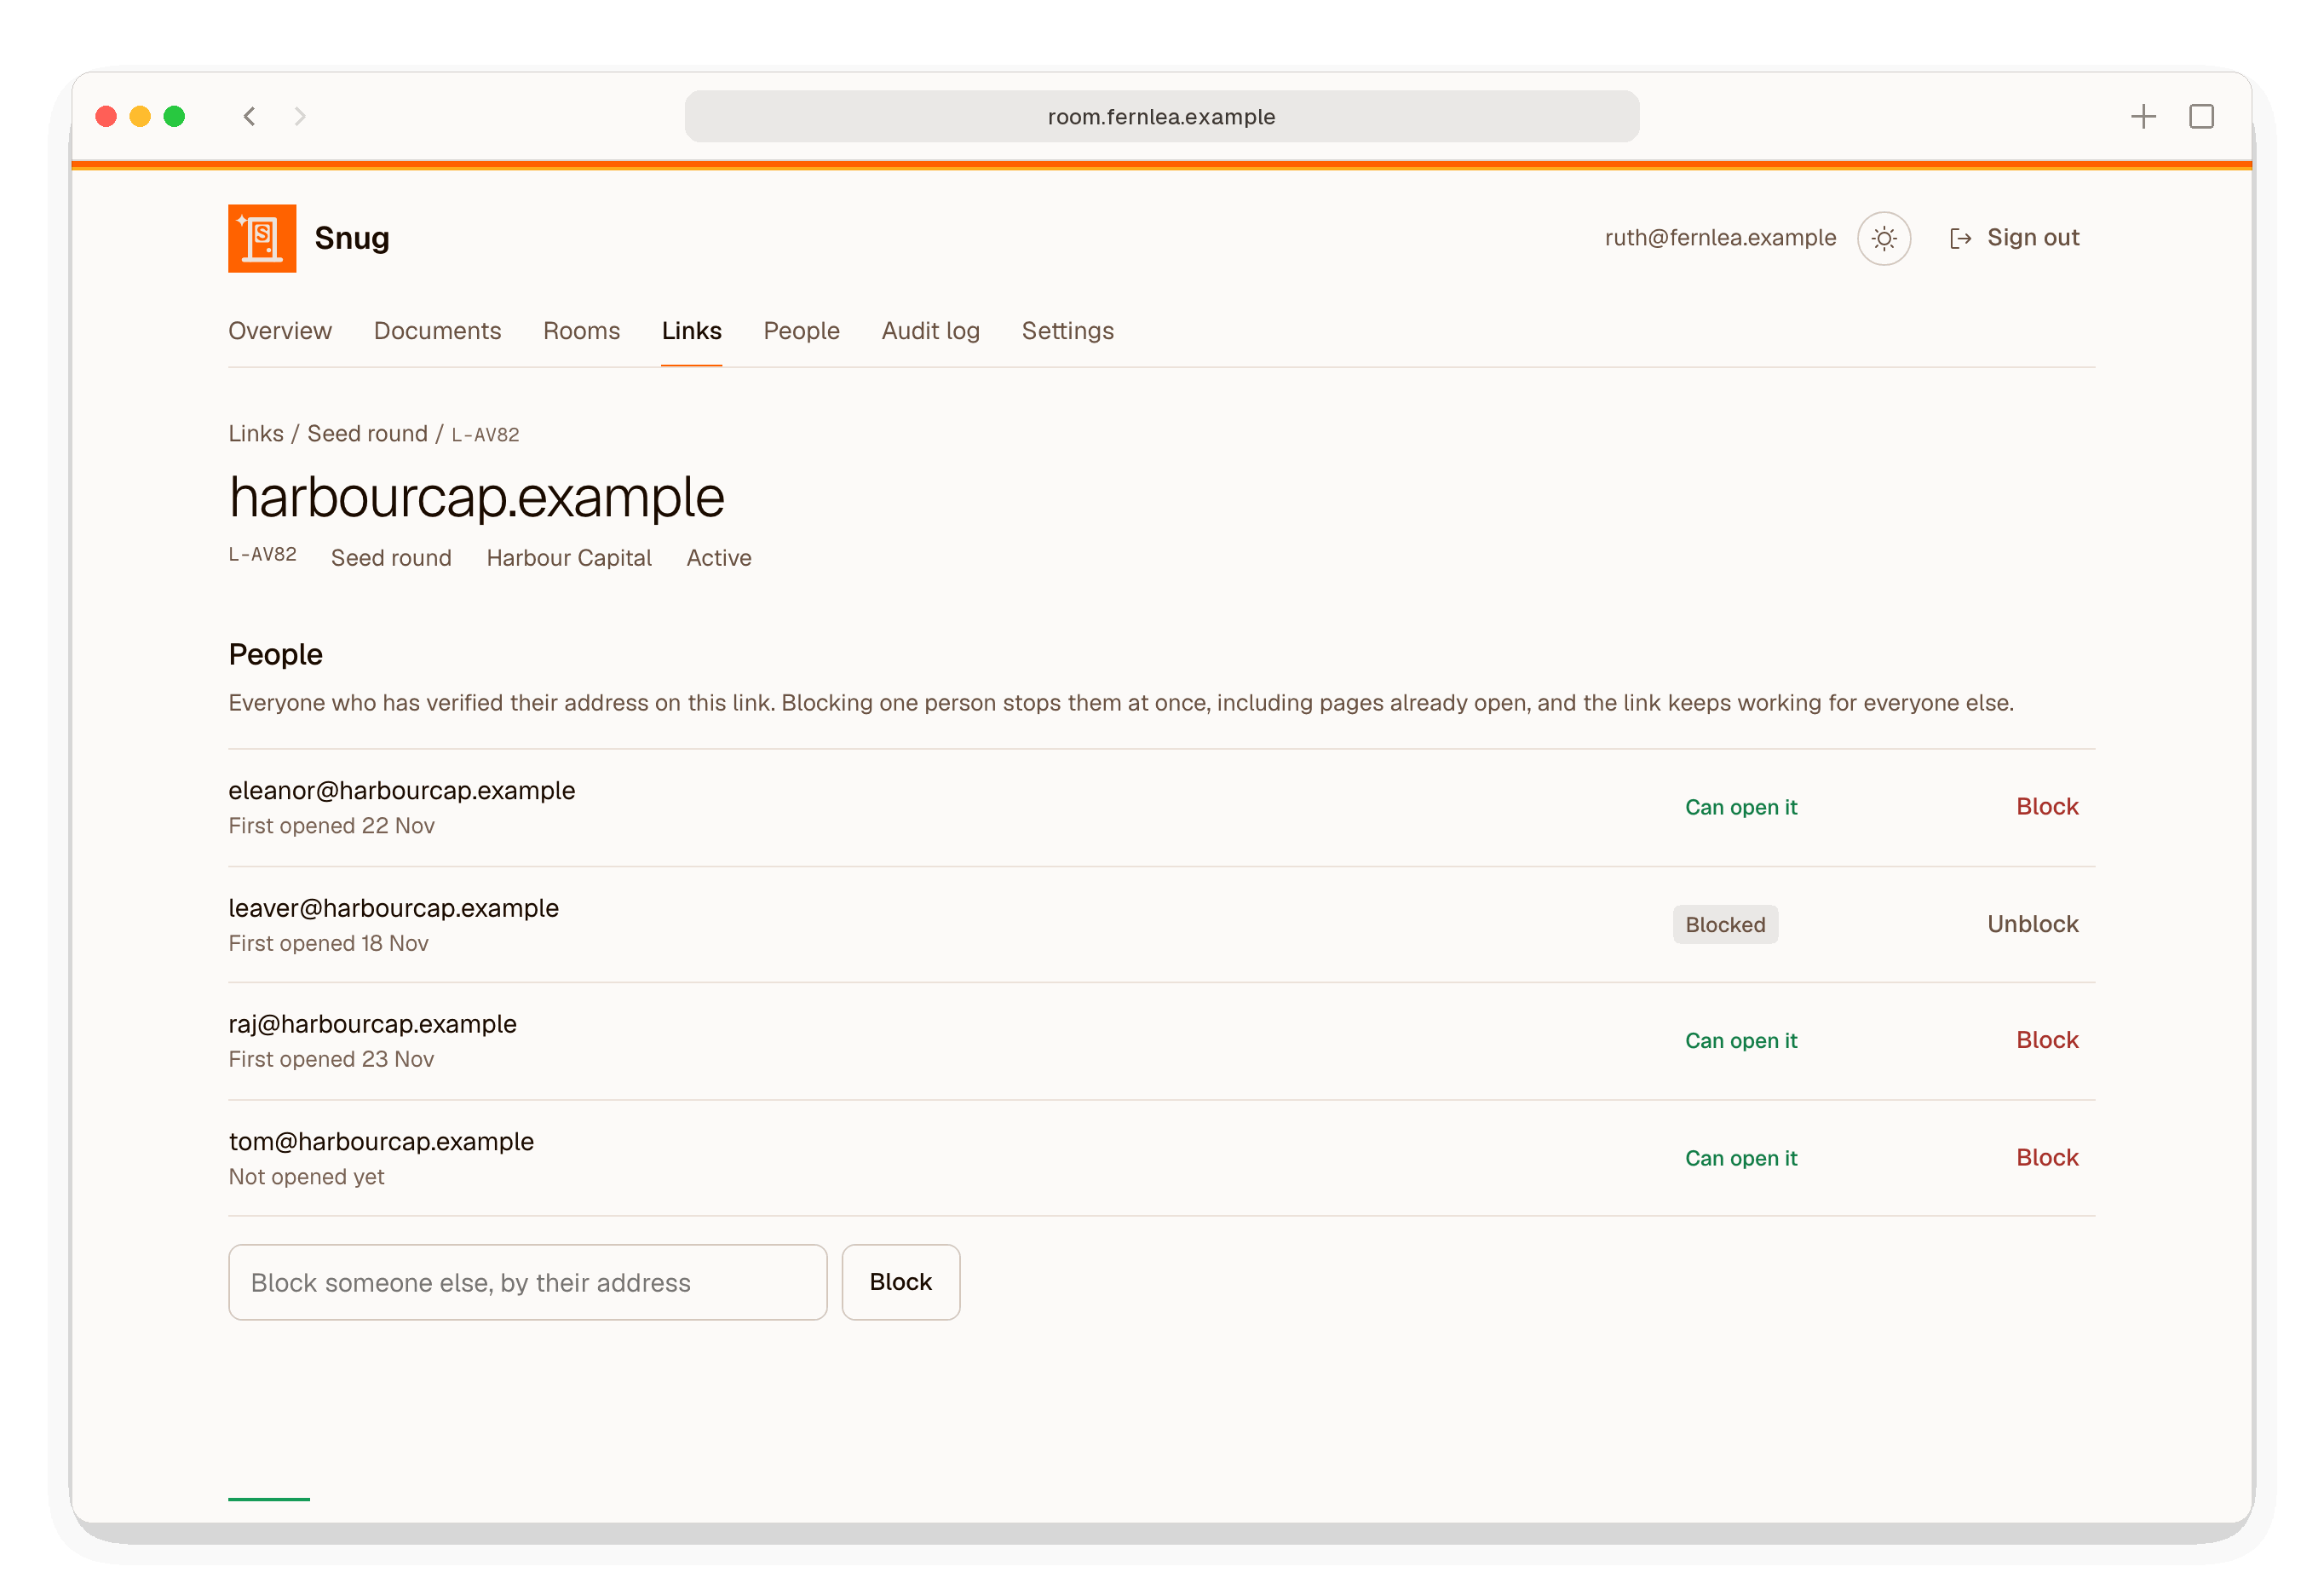 room.fernlea.example
Snug
ruth@fernlea.example
Sign out
Overview Documents Rooms Links People Audit log Settings
Links / Seed round / L-AV82
harbourcap.example
L-AV82 Seed round Harbour Capital Active
People
Everyone who has verified their address on this link. Blocking one person stops them at once, including pages already open, and the link keeps working for everyone else.
eleanor@harbourcap.example
First opened 22 Nov
Can open it
Block
leaver@harbourcap.example
First opened 18 Nov
Blocked
Unblock
raj@harbourcap.example
First opened 23 Nov
Can open it
Block
tom@harbourcap.example
Not opened yet
Can open it
Block
Block someone else, by their address
Block